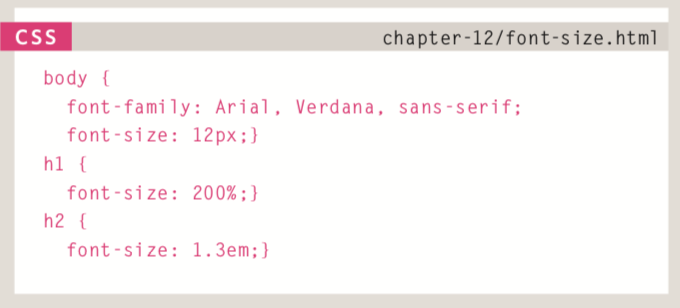 CSS
chapter-12/font-size.html
body {
font-family: Arial, Verdana, sans-serif;
font-size: 12px;}
h1 {
font-size: 200%;}
h2 {
font-size: 1.3em;}